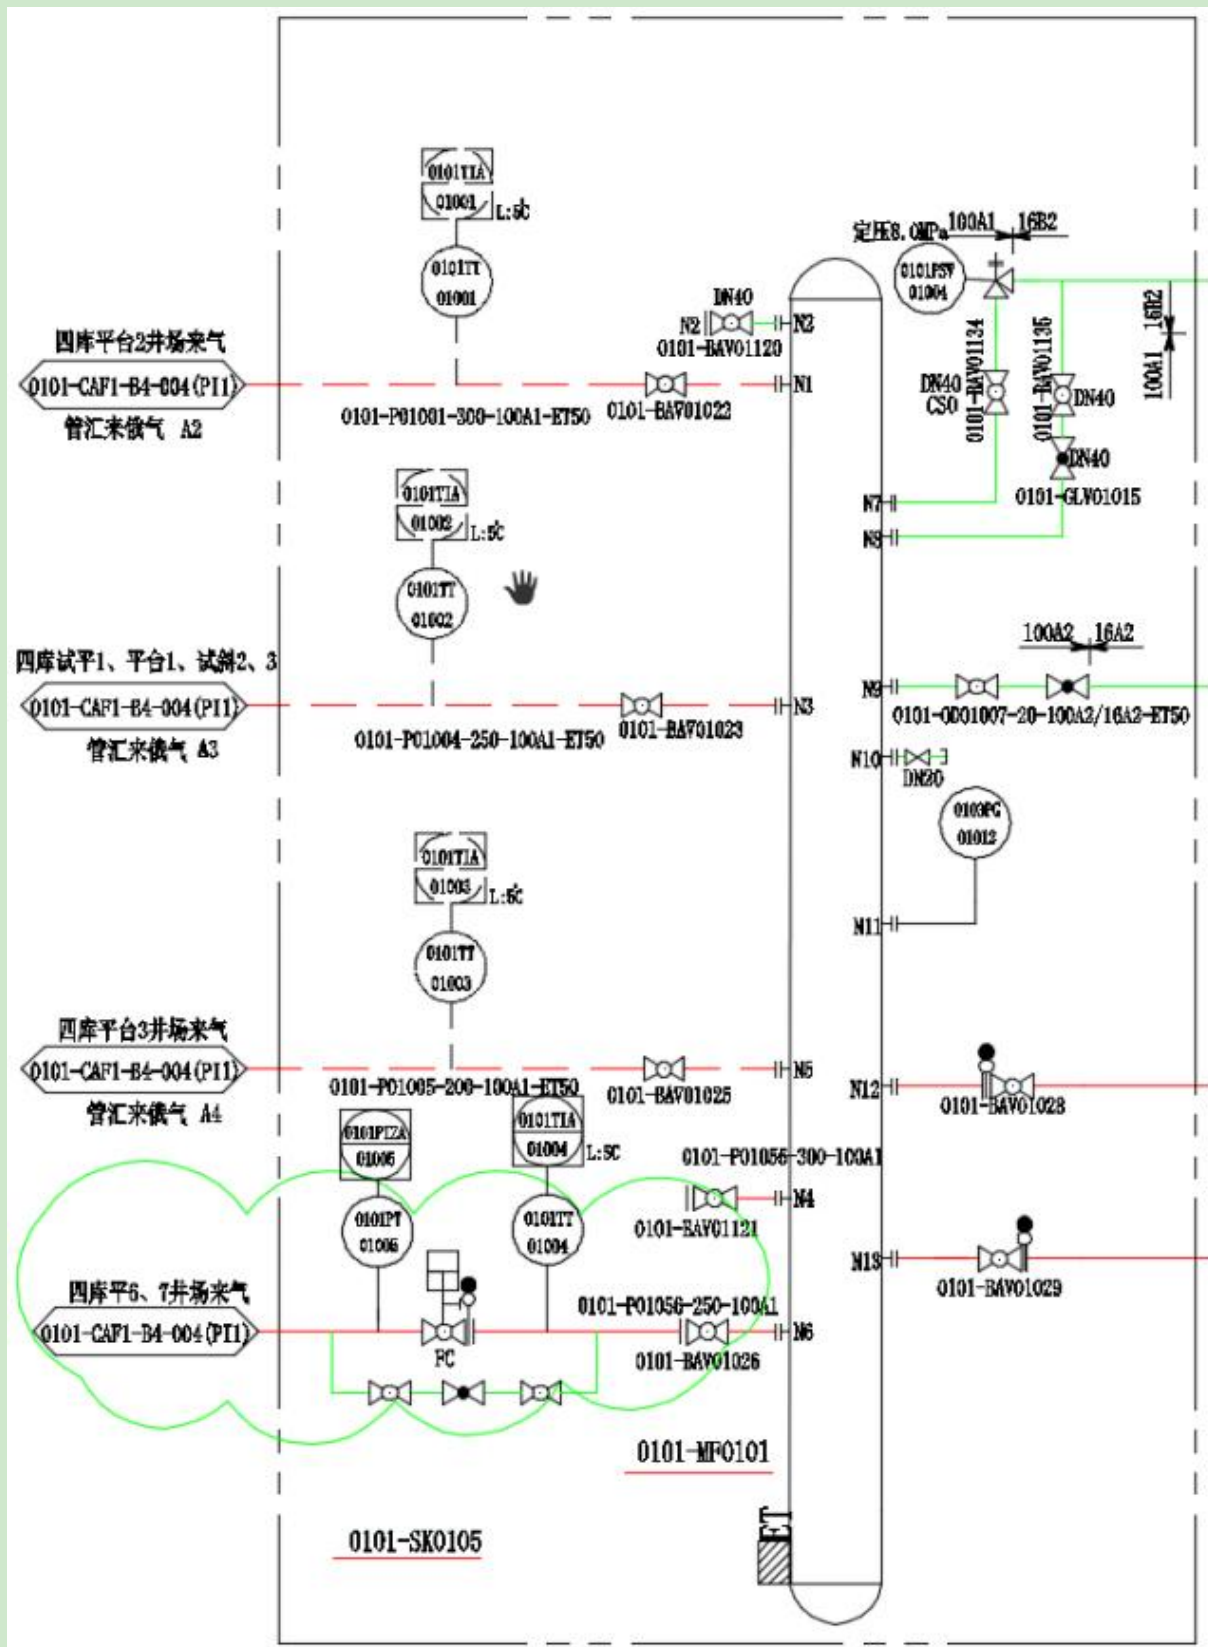 0101TIA
01001
L:5℃
0101TT
01001
四库平台2井场来气
0101-CAF1-B4-004(PI1)
管汇来俄气 A2
0101-P01001-300-100A1-ET50
0101-BAV01022
N1
DN40
N2
N2
0101-BAV01120
定压8.0MPa
100A1
16B2
0101PSV
01004
16B2
100A1
0101-BAV01134
DN40
CSO
0101-BAV01135
DN40
DN40
0101-GLV01015
N7
N8
0101TIA
01002
L:5℃
0101TT
01002
四库试平1、平台1、试斜2、3
0101-CAF1-B4-004(PI1)
管汇来俄气 A3
0101-P01004-250-100A1-ET50
0101-BAV01023
N3
100A2
16A2
N9
0101-OD01007-20-100A2/16A2-ET50
N10
DN20
0103PG
01012
N11
0101TIA
01003
L:5℃
0101TT
01003
四库平台3井场来气
0101-CAF1-B4-004(PI1)
管汇来俄气 A4
0101-P01005-200-100A1-ET50
0101-BAV01025
N5
N12
0101-BAV01028
0101PIZA
01005
0101TIA
01004
L:5C
0101-P01056-300-100A1
N4
0101-BAV01121
0101PT
01005
0101TT
01004
N13
0101-BAV01029
四库平6、7井场来气
0101-CAF1-B4-004(PI1)
FC
0101-P01056-250-100A1
N6
0101-BAV01026
0101-MF0101
ET
0101-SK0105